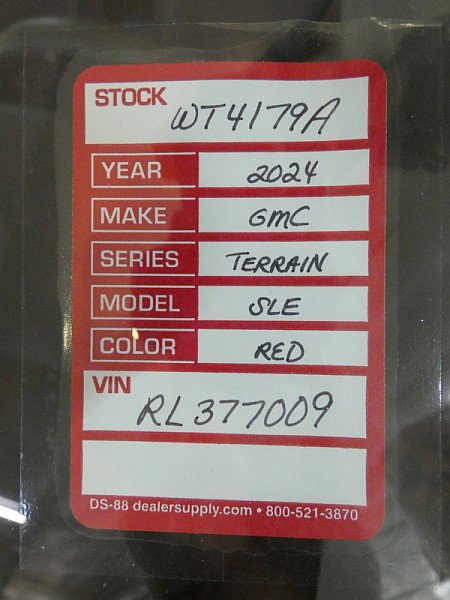 STOCK WT4179A
YEAR 2024
MAKE GMC
SERIES TERRAIN
MODEL SLE
COLOR RED
VIN
RL377009
DS-88 dealersupply.com • 800-521-3870